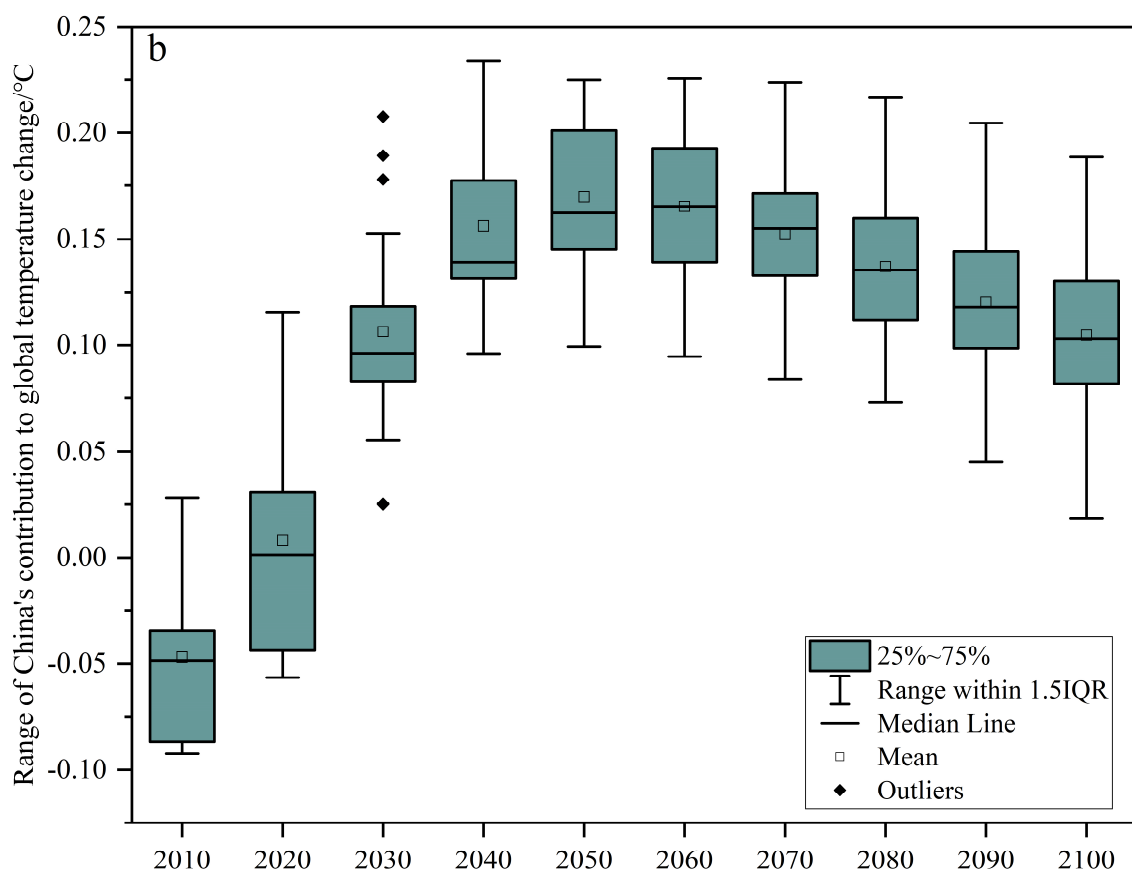 b
Range of China's contribution to global temperature change/°C
0.25
0.20
0.15
0.10
0.05
0.00
-0.05
-0.10
25%~75%
Range within 1.5IQR
Median Line
Mean
Outliers
2010 2020 2030 2040 2050 2060 2070 2080 2090 2100